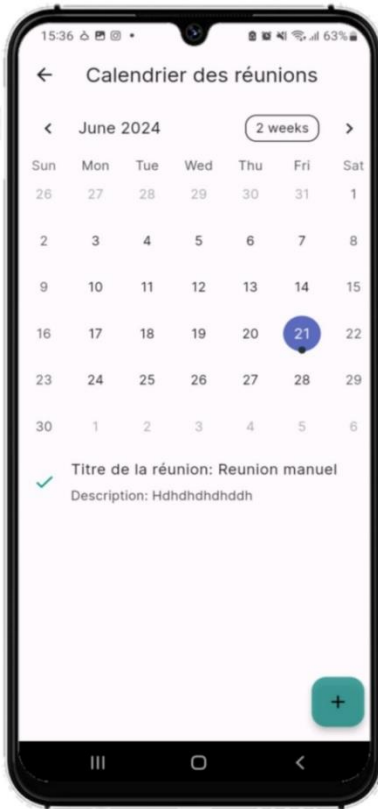 15:36 63%
Calendrier des réunions
June 2024 2 weeks
Sun Mon Tue Wed Thu Fri Sat
26 27 28 29 30 31 1
2 3 4 5 6 7 8
9 10 11 12 13 14 15
16 17 18 19 20 21 22
23 24 25 26 27 28 29
30 1 2 3 4 5 6
Titre de la réunion: Reunion manuel
Description: Hdhdhdhdhddh
+